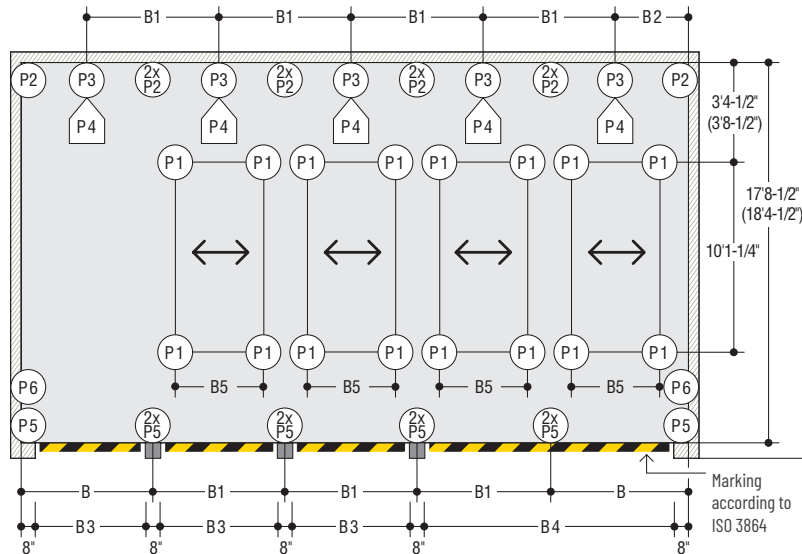 B1 B1 B1 B1 B2
P2 P3 2x P2 P3 2x P2 P3 2x P2 P3 2x P2 P3 P2
P4 P4 P4 P4 P4
3'4-1/2"
(3'8-1/2")
P1 P1 P1 P1 P1 P1 P1 P1
17'8-1/2"
(18'4-1/2")
10'1-1/4"
P1 P1 P1 P1 P1 P1 P1 P1
B5 B5 B5 B5
P6 P6
P5 2x P5 2x P5 2x P5 2x P5 P5
Marking
according to
ISO 3864
B B1 B1 B1 B
B3 B3 B3 B4
8" 8" 8" 8" 8"